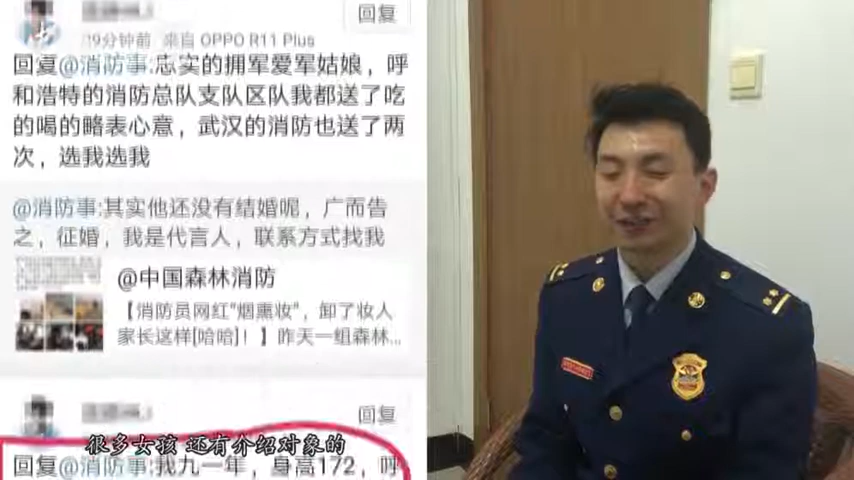 回复
09分钟前 来自 OPPO R11 Plus
回复@消防事:忠实的拥军爱军姑娘，呼
和浩特的消防总队支队区队我都送了吃
的喝的略表心意，武汉的消防也送了两
次，选我选我
@消防事:其实他还没有结婚呢，广而告
之，征婚，我是代言人，联系方式找我
@中国森林消防
【消防员网红“烟熏妆”，卸了妆人
家长这样[哈哈]！】昨天一组森林...
回复
很多女孩 还有介绍对象的
回复@消防事:我九一年，身高172，呼